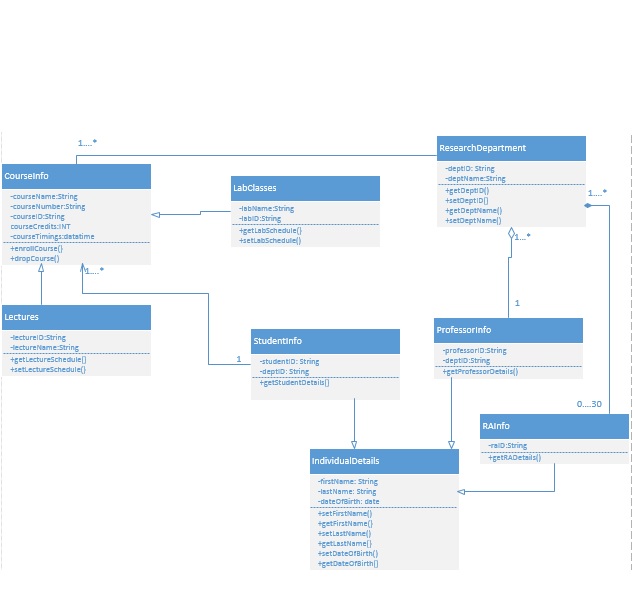 1....*
ResearchDepartment
-deptID: String
-deptName:String
+getDeptID()
+setDeptID()
+getDeptName()
+setDeptName()
CourseInfo
-courseName:String
-courseNumber:String
-courseID:String
courseCredits:INT
-courseTimings:datatime
+enrollCourse()
+dropCourse()
LabClasses
-labName:String
-labID:String
+getLabSchedule()
+setLabSchedule()
1....*
1...*
1....*
1
Lectures
-lectureID:String
-lectureName:String
+getLectureSchedule()
+setLectureSchedule()
1
StudentInfo
-studentID: String
-deptID: String
+getStudentDetails()
ProfessorInfo
-professorID:String
-deptID:String
+getProfessorDetails()
0....30
RAInfo
-raID:String
+getRADetails()
IndividualDetails
-firstName: String
-lastName: String
-dateOfBirth: date
+setFirstName()
+getFirstName()
+setLastName()
+getLastName()
+setDateOfBirth()
+getDateOfBirth()